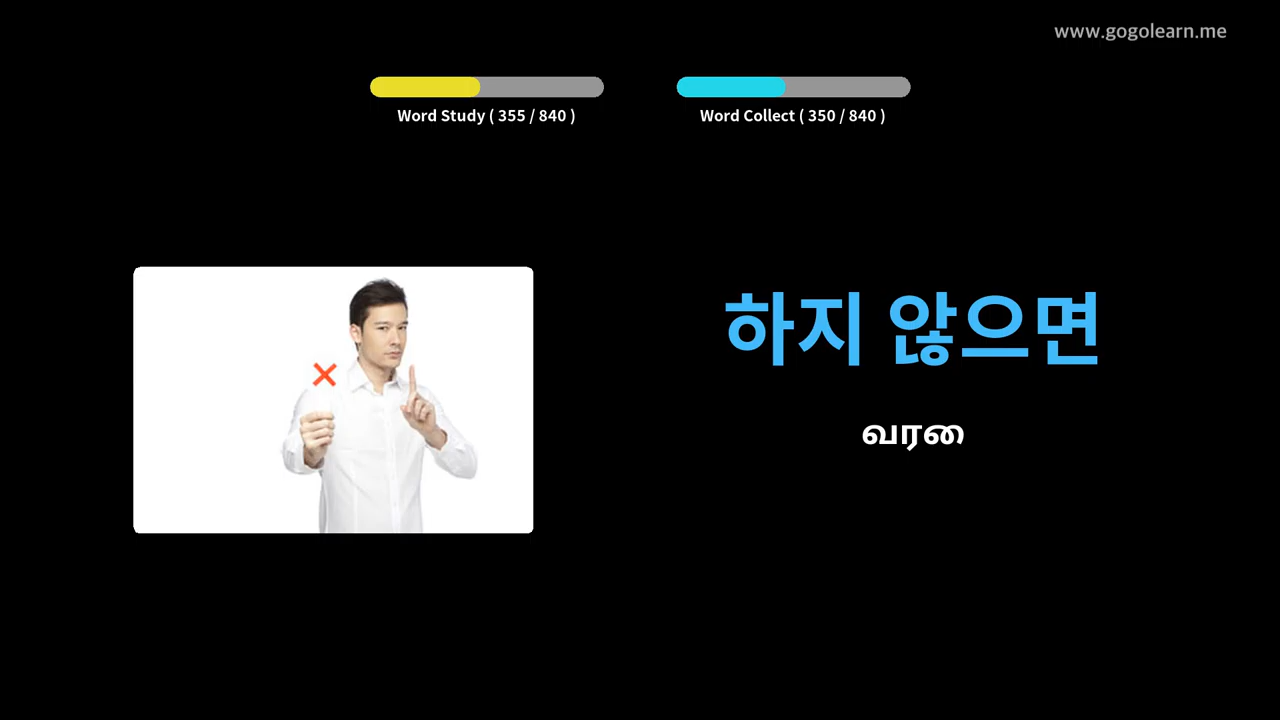 www.gogolearn.me
Word Study ( 355 / 840 )
Word Collect ( 350 / 840 )
하지 않으면
வரை